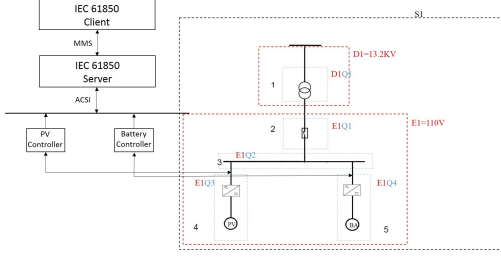 IEC 61850
Client
MMS
IEC 61850
Server
ACSI
PV
Controller
Battery
Controller
S1
D1=13.2KV
1
D1Q1
E1=110V
2
E1Q1
3
E1Q2
E1Q3
E1Q4
4
PV
BA
5